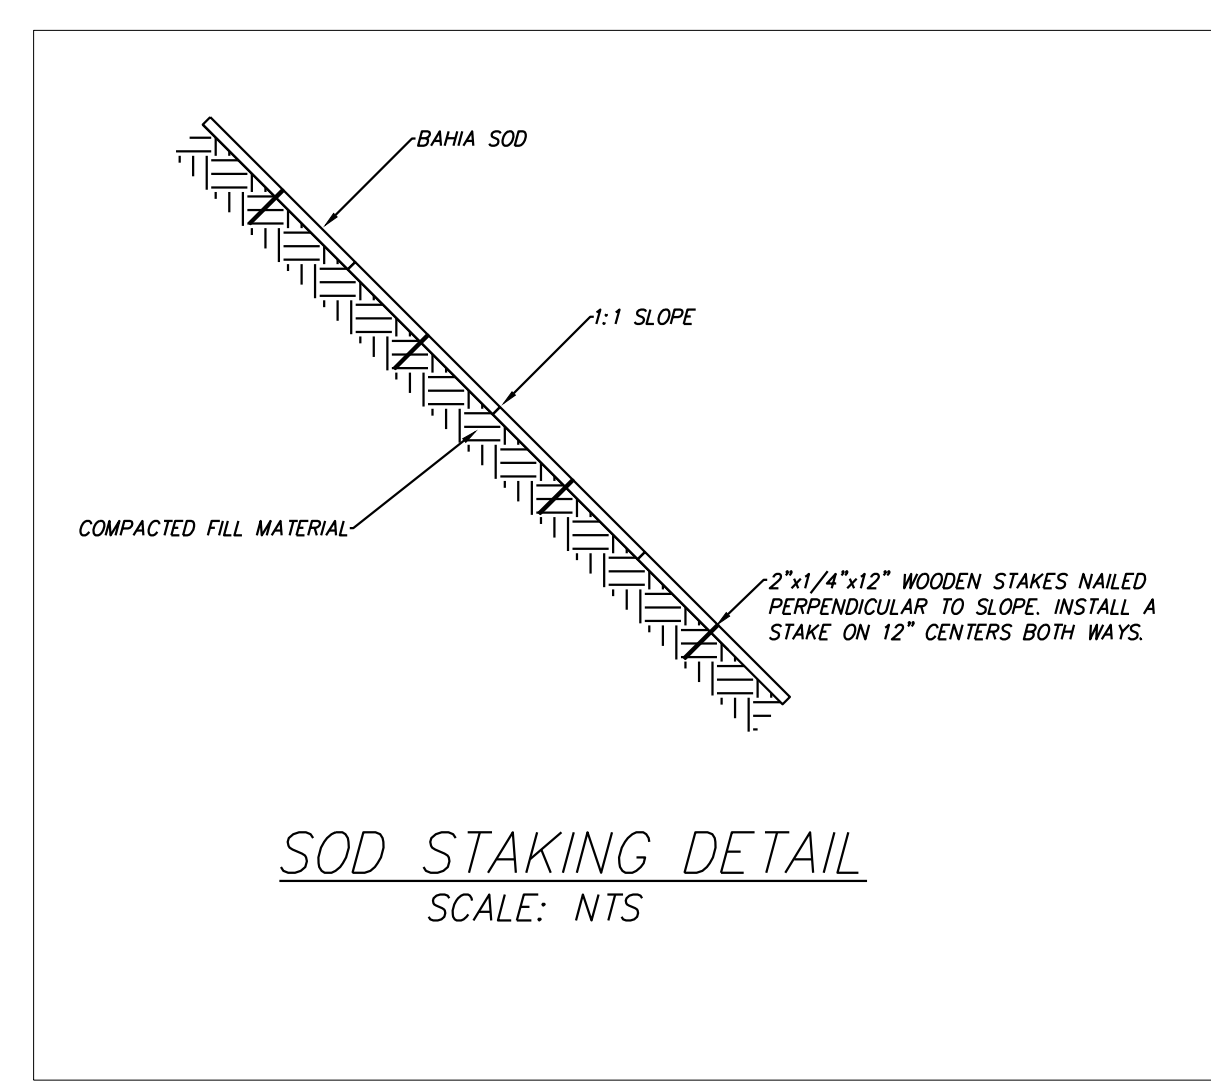 BAHIA SOD
1:1 SLOPE
COMPACTED FILL MATERIAL
2"x1/4"x12" WOODEN STAKES NAILED
PERPENDICULAR TO SLOPE. INSTALL A
STAKE ON 12" CENTERS BOTH WAYS.
SOD STAKING DETAIL
SCALE: NTS